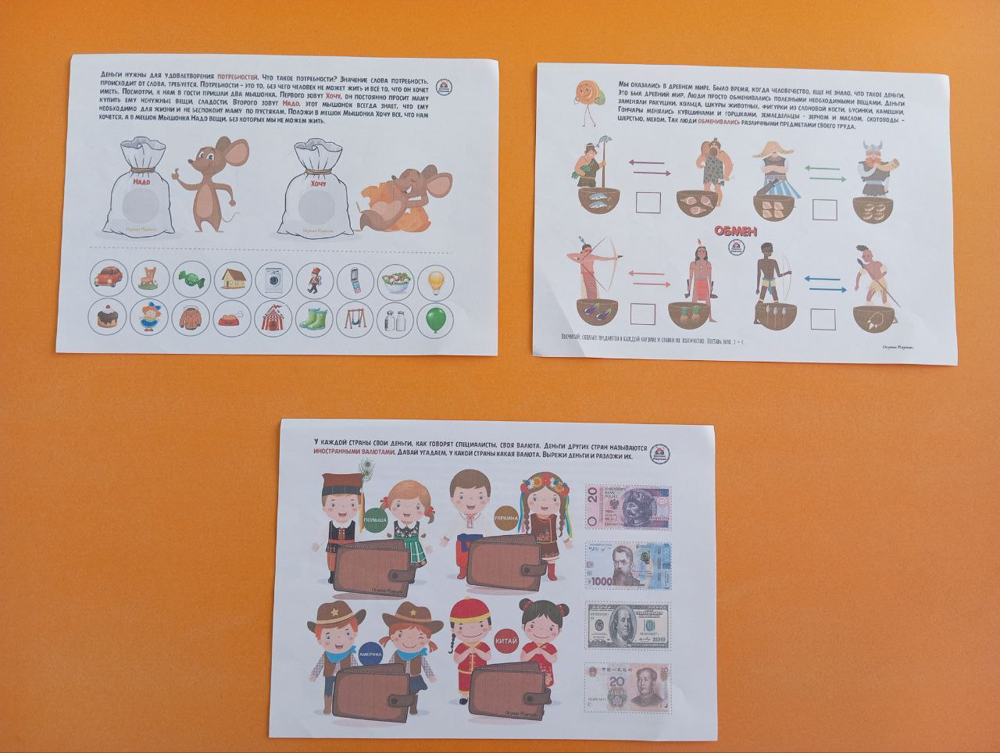 Деньги нужны для удовлетворения потребностей. Что такое потребности? Значение слова потребность,
происходит от слова, требуется. Потребности - это то, без чего человек не может жить и все то, что он хочет
иметь. Посмотри, к нам в гости пришли два мышонка. Первого зовут Хочу, он постоянно просит маму
купить ему ненужные вещи, сладости. Второго зовут Надо, этот мышонок всегда знает, что ему
необходимо для жизни и не беспокоит маму по пустякам. Положи в мешок Мышонка Хочу все, что нам
хочется, а в мешок Мышонка Надо вещи, без которых мы не можем жить.
Надо
Хочу
Мы оказались в древнем мире. Было время, когда человечество, еще не знало, что такое деньги.
Это был древний мир. Люди просто обменивались полезными необходимыми вещами. Деньги
заменяли ракушки, кольца, шкуры животных, фигурки из слоновой кости, бусинки, камешки.
Гончары менялись кувшинами и горшками, земледельцы - зерном и маслом, скотоводы -
шерстью, мехом. Так люди обменивались различными предметами своего труда.
ОБМЕН
Посчитай, сколько предметов в каждой корзине и сравни их количество. Поставь знак > = <.
У каждой страны свои деньги, как говорят специалисты, своя валюта. Деньги других стран называются
иностранными валютами. Давай угадаем, у какой страны какая валюта. Вырежи деньги и разложи их.
ПОЛЬША
УКРАИНА
20
NARODOWY
BANK
POLSKI
1000
АМЕРИКА
КИТАЙ
100
中国人民银行
20